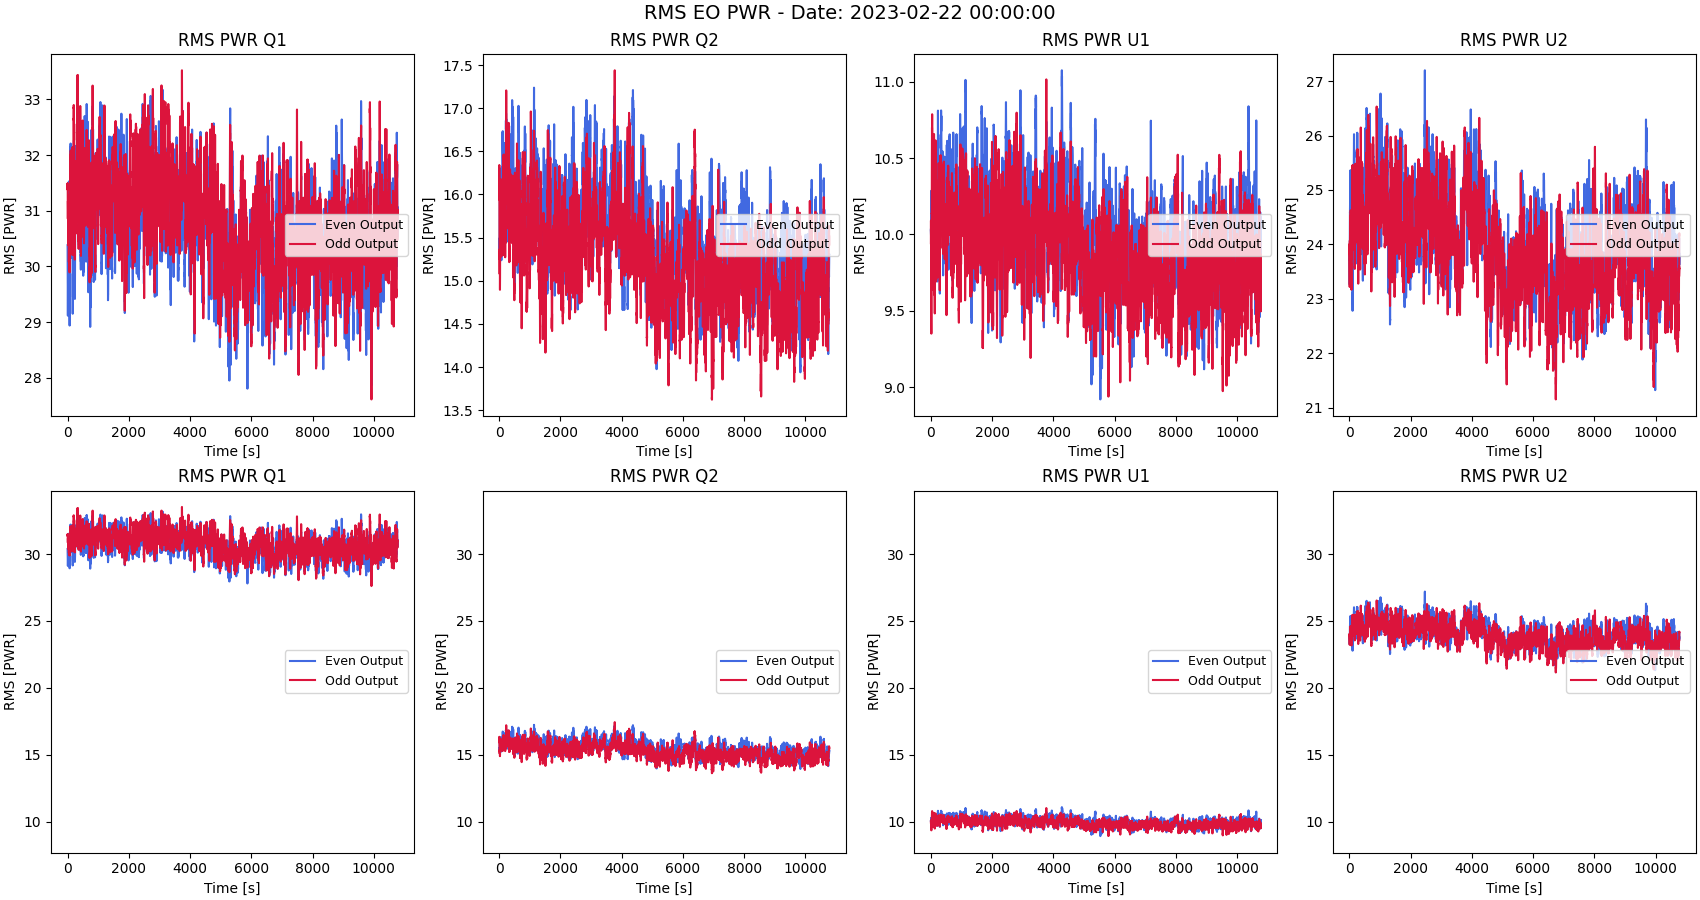 RMS EO PWR - Date: 2023-02-22 00:00:00
RMS PWR Q1
33
32
31
30
29
28
RMS [PWR]
0 2000 4000 6000 8000 10000
Time [s]
Even Output
Odd Output
RMS PWR Q2
17.5
17.0
16.5
16.0
15.5
15.0
14.5
14.0
13.5
RMS [PWR]
0 2000 4000 6000 8000 10000
Time [s]
Even Output
Odd Output
RMS PWR U1
11.0
10.5
10.0
9.5
9.0
RMS [PWR]
0 2000 4000 6000 8000 10000
Time [s]
Even Output
Odd Output
RMS PWR U2
27
26
25
24
23
22
21
RMS [PWR]
0 2000 4000 6000 8000 10000
Time [s]
Even Output
Odd Output
RMS PWR Q1
30
25
20
15
10
RMS [PWR]
0 2000 4000 6000 8000 10000
Time [s]
Even Output
Odd Output
RMS PWR Q2
30
25
20
15
10
RMS [PWR]
0 2000 4000 6000 8000 10000
Time [s]
Even Output
Odd Output
RMS PWR U1
30
25
20
15
10
RMS [PWR]
0 2000 4000 6000 8000 10000
Time [s]
Even Output
Odd Output
RMS PWR U2
30
25
20
15
10
RMS [PWR]
0 2000 4000 6000 8000 10000
Time [s]
Even Output
Odd Output